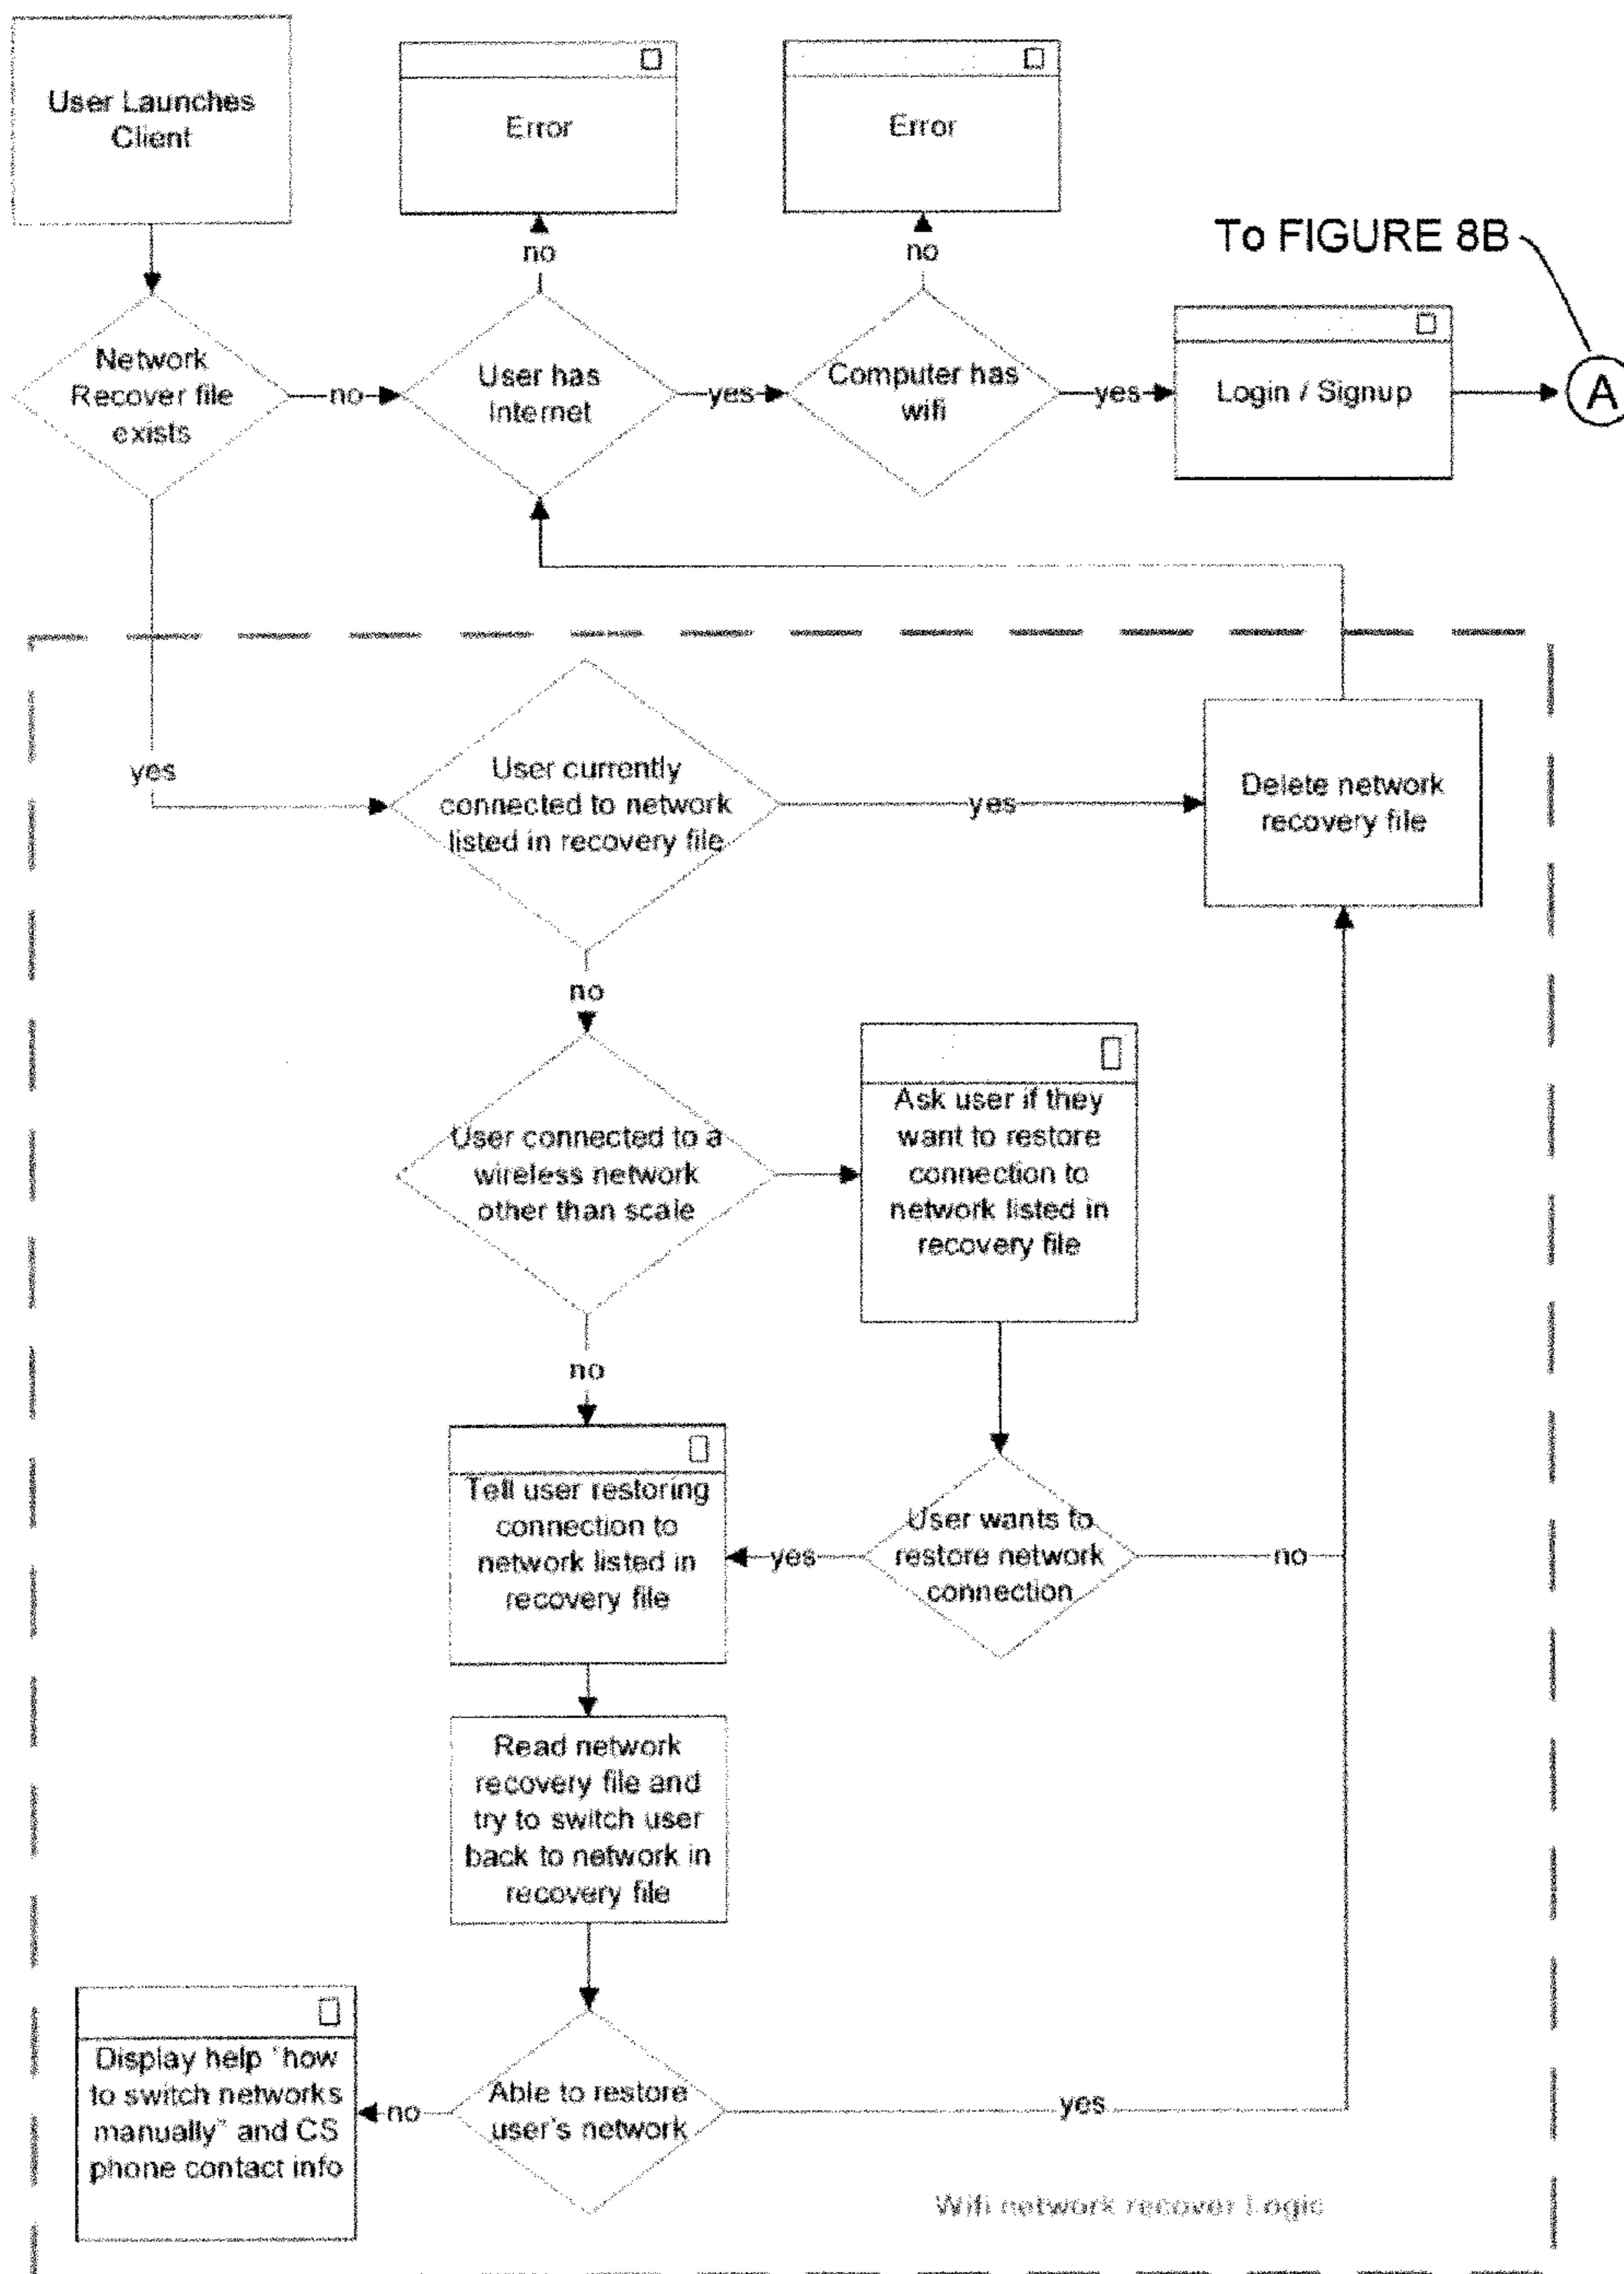 User Launches
Client
Error
Error
To FIGURE 8B
no
no
Network
Recover file
exists
no
User has
Internet
yes
Computer has
wifi
yes
Login / Signup
A
yes
User currently
connected to network
listed in recovery file
yes
Delete network
recovery file
no
User connected to a
wireless network
other than scale
Ask user if they
want to restore
connection to
network listed in
recovery file
no
Tell user restoring
connection to
network listed in
recovery file
yes
User wants to
restore network
connection
no
Read network
recovery file and
try to switch user
back to network in
recovery file
Display help "how
to switch networks
manually" and CS
phone contact info
no
Able to restore
user's network
yes
Wifi network recover Logic